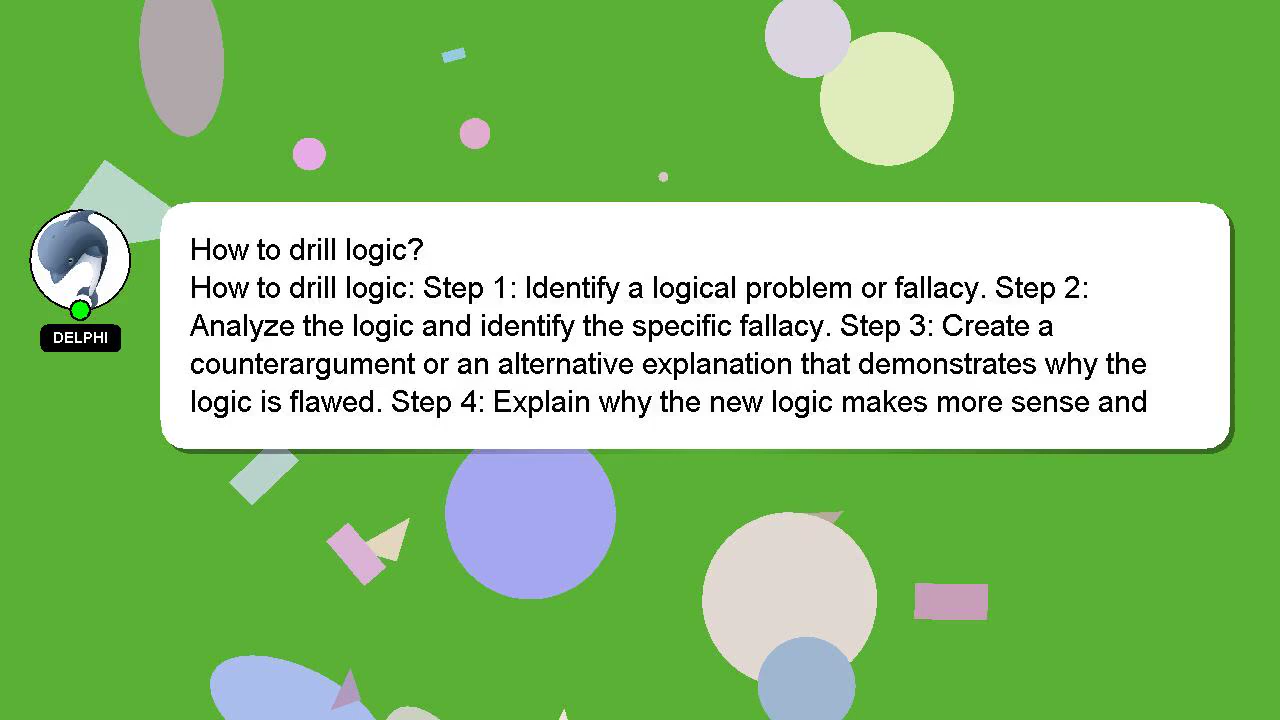 How to drill logic?
How to drill logic: Step 1: Identify a logical problem or fallacy. Step 2:
Analyze the logic and identify the specific fallacy. Step 3: Create a
counterargument or an alternative explanation that demonstrates why the
logic is flawed. Step 4: Explain why the new logic makes more sense and
DELPHI